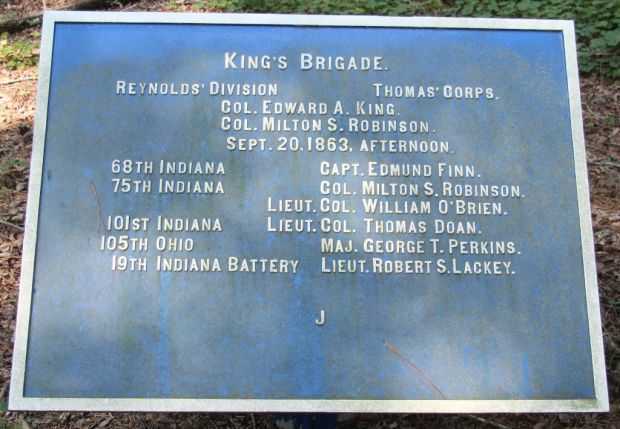 KING'S BRIGADE.
REYNOLDS' DIVISION THOMAS' CORPS.
COL. EDWARD A. KING.
COL. MILTON S. ROBINSON.
SEPT. 20, 1863, AFTERNOON.
68TH INDIANA CAPT. EDMUND FINN.
75TH INDIANA COL. MILTON S. ROBINSON.
LIEUT. COL. WILLIAM O'BRIEN.
101ST INDIANA LIEUT. COL. THOMAS DOAN.
105TH OHIO MAJ. GEORGE T. PERKINS.
19TH INDIANA BATTERY LIEUT. ROBERT S. LACKEY.
J